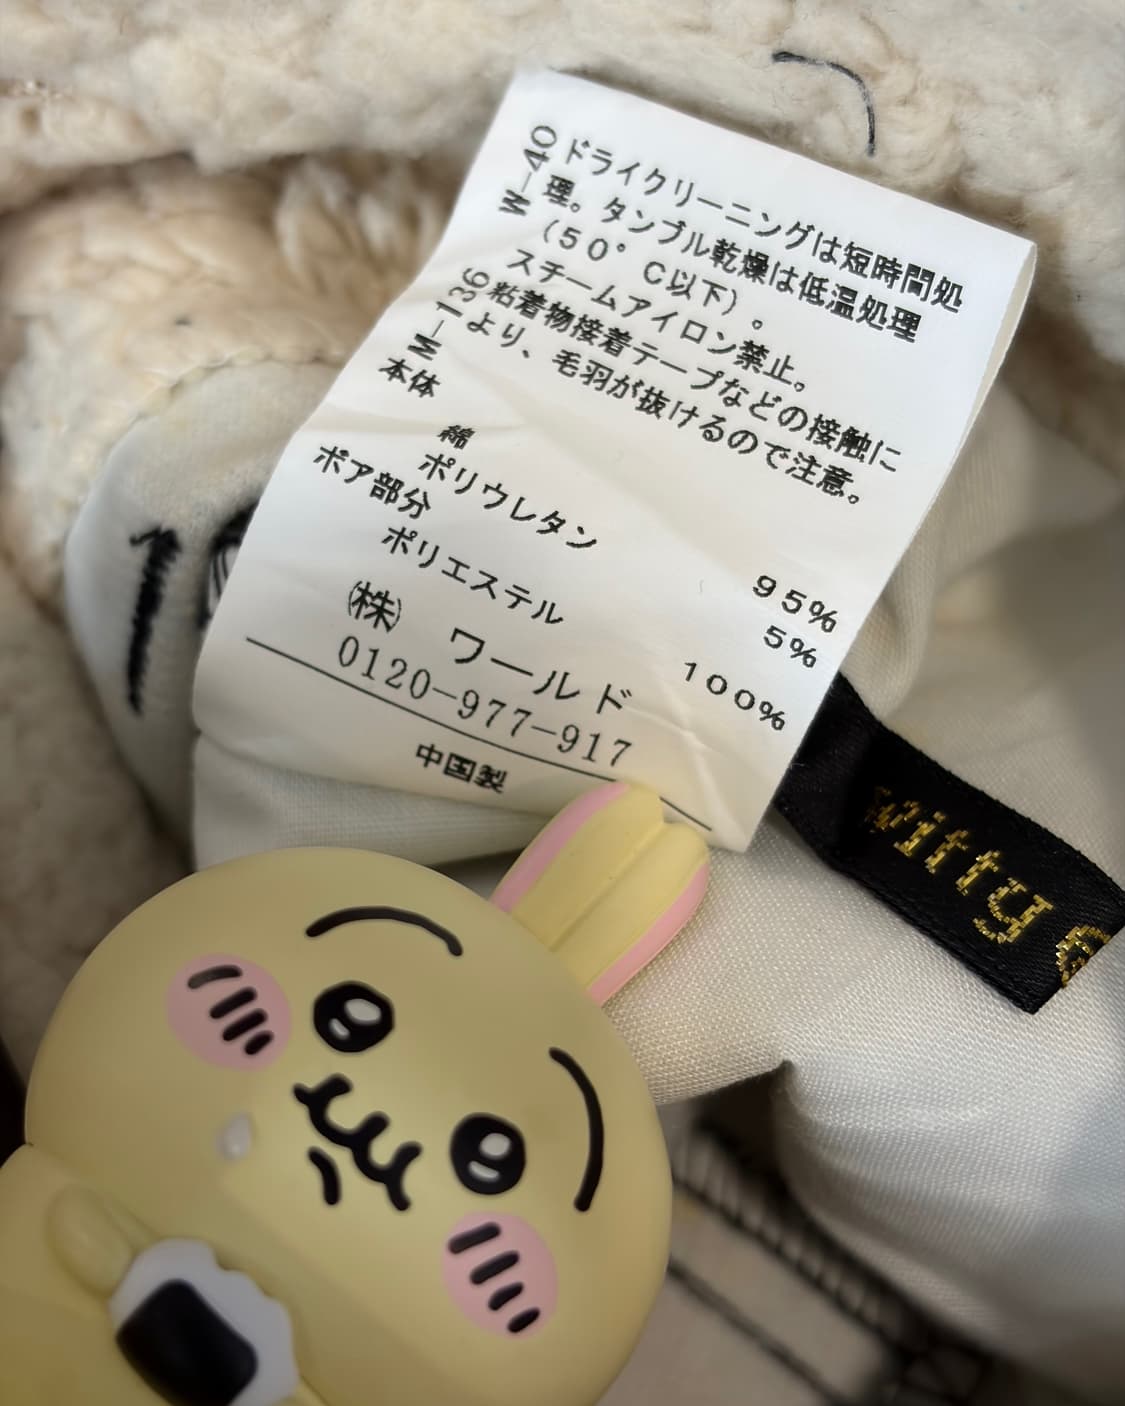 W-40
ドライクリーニングは短時間処
理。タンブル乾燥は低温処理
(50°C以下)。
スチームアイロン禁止。
W-136
粘着物接着テープなどの接触に
より、毛羽が抜けるので注意。
本体
綿 95%
ポリウレタン 5%
ボア部分
ポリエステル 100%
㈱ ワールド
0120-977-917
中国製
witty G